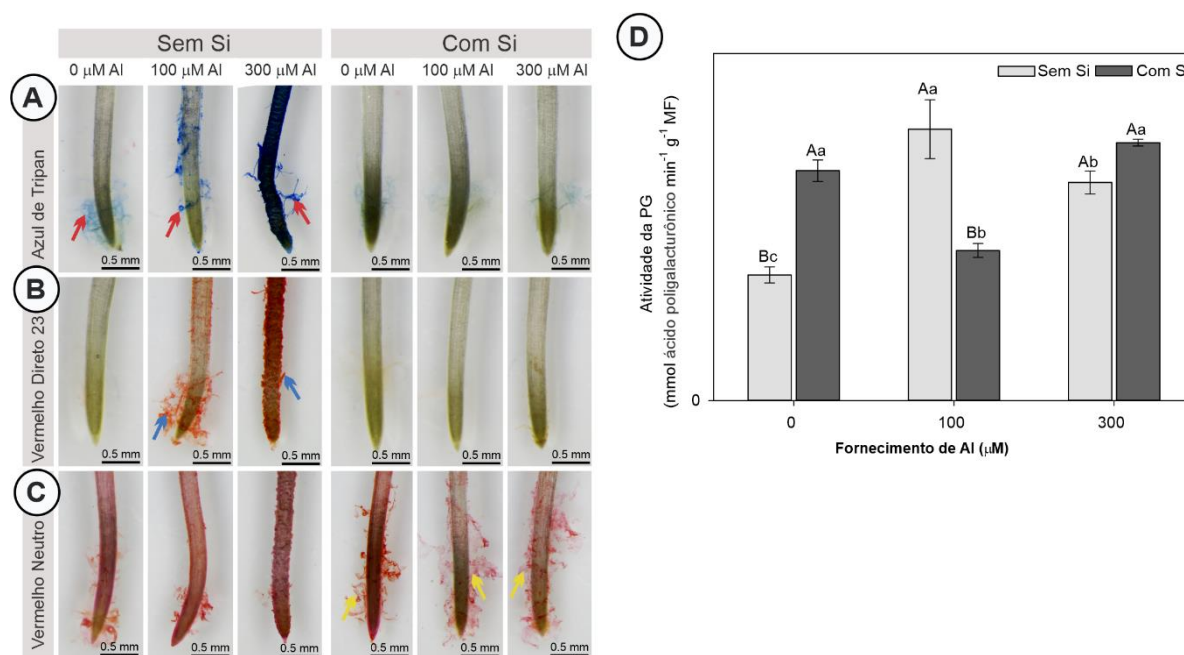 Sem Si
Com Si
0 μM Al
100 μM Al
300 μM Al
0 μM Al
100 μM Al
300 μM Al
A
Azul de Tripan
0.5 mm
0.5 mm
0.5 mm
0.5 mm
0.5 mm
0.5 mm
B
Vermelho Direto 23
0.5 mm
0.5 mm
0.5 mm
0.5 mm
0.5 mm
0.5 mm
C
Vermelho Neutro
0.5 mm
0.5 mm
0.5 mm
0.5 mm
0.5 mm
0.5 mm
D
Sem Si
Com S
Atividade da PG
(mmol ácido poligalacturônico min⁻¹ g⁻¹ MF)
Bc
Aa
Aa
Bb
Ab
Aa
0
0
100
300
Fornecimento de Al (μM)